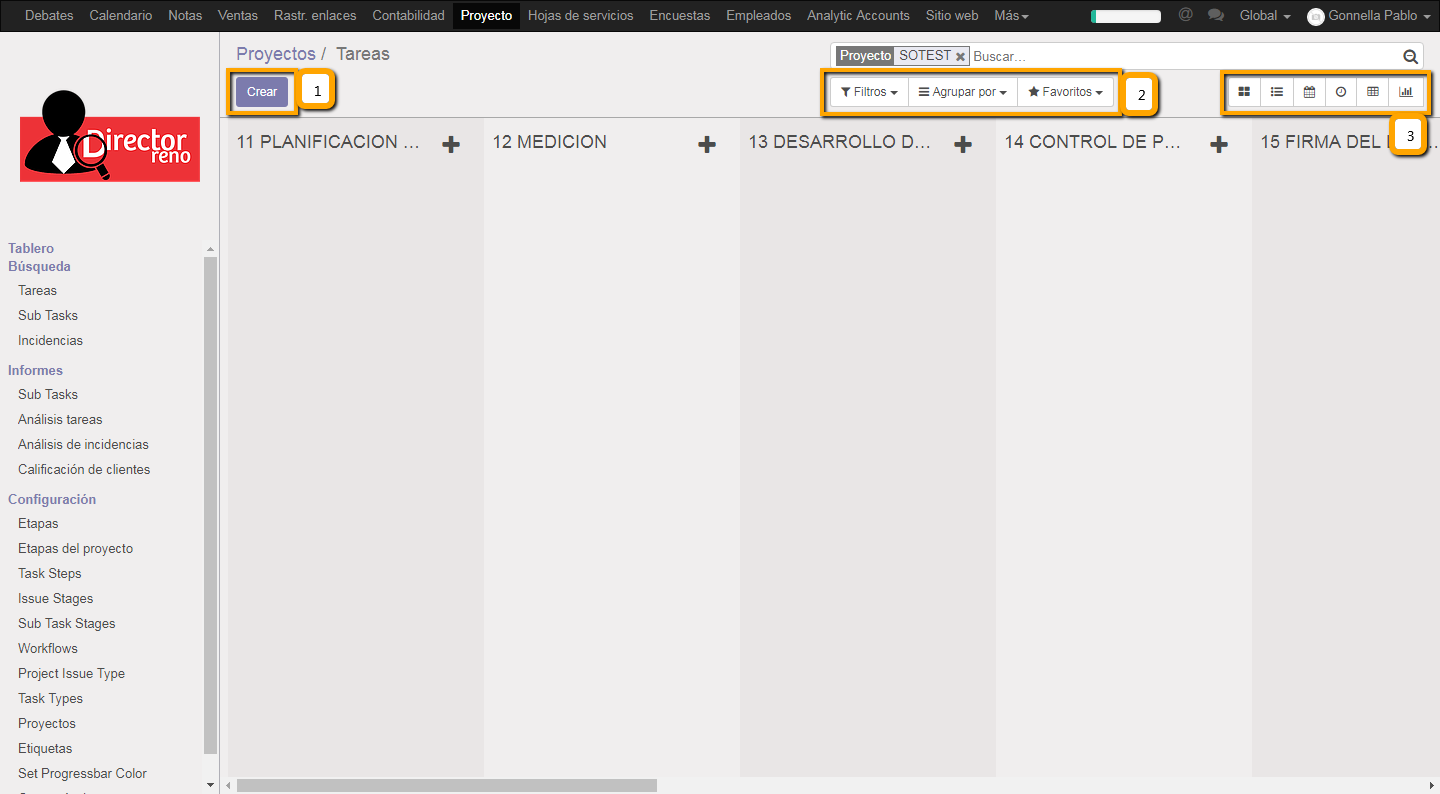 Debates Calendario Notas Ventas Rastr. enlaces Contabilidad Proyecto Hojas de servicios Encuestas Empleados Analytic Accounts Sitio web Más @ Global Gonnella Pablo
Proyectos / Tareas
Proyecto SOTEST Buscar...
Crear
1
Filtros Agrupar por Favoritos
2
3
Director
reno
11 PLANIFICACION ...
12 MEDICION
13 DESARROLLO D...
14 CONTROL DE P...
15 FIRMA DEL
Tablero
Búsqueda
Tareas
Sub Tasks
Incidencias
Informes
Sub Tasks
Análisis tareas
Análisis de incidencias
Calificación de clientes
Configuración
Etapas
Etapas del proyecto
Task Steps
Issue Stages
Sub Task Stages
Workflows
Project Issue Type
Task Types
Proyectos
Etiquetas
Set Progressbar Color